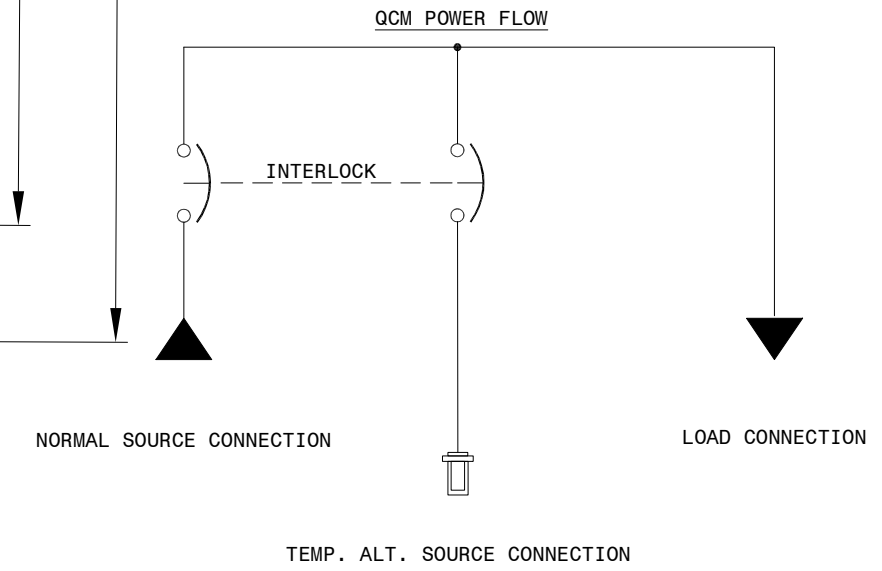 QCM POWER FLOW
INTERLOCK
NORMAL SOURCE CONNECTION
LOAD CONNECTION
TEMP. ALT. SOURCE CONNECTION